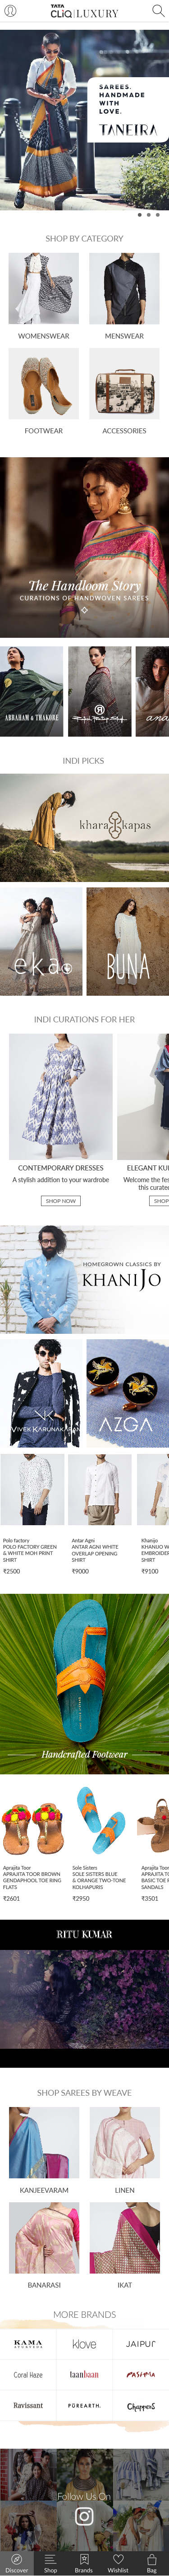 TATA
CLiQ|LUXURY
SAREES.
HANDMADE
WITH
LOVE.
TANEIRA
SHOP BY CATEGORY
WOMENSWEAR
MENSWEAR
FOOTWEAR
ACCESSORIES
The Handloom Story
CURATIONS OF HANDWOVEN SAREES
ABRAHAM & THAKORE
INDI PICKS
khara kapas
eka
BUNA
INDI CURATIONS FOR HER
CONTEMPORARY DRESSES
A stylish addition to your wardrobe
SHOP NOW
ELEGANT KU
Welcome the fes
this curate
SHOP
HOMEGROWN CLASSICS BY
KHANIJO
VIVEK KARUNAKARAN
AZGA
Polo Factory
POLO FACTORY GREEN
& WHITE MOH PRINT
SHIRT
₹2500
Antar Agni
ANTAR AGNI WHITE
OVERLAP OPENING
SHIRT
₹9000
Khanijo
KHANIJO W
EMBROIDER
SHIRT
₹9100
Handcrafted Footwear
Aprajita Toor
APRAJITA TOOR BROWN
GENDAPHOOL TOE RING
FLATS
₹2601
Sole Sisters
SOLE SISTERS BLUE
& ORANGE TWO-TONE
KOLHAPURIS
₹2950
Aprajita Toor
APRAJITA TO
BASIC TOE
SANDALS
₹3501
RITU KUMAR
SHOP SAREES BY WEAVE
KANJEEVARAM
LINEN
BANARASI
IKAT
MORE BRANDS
KAMA
AYURVEDA
klove
JAIPUR
Coral Haze
taanbaan
PASHMA
Ravissant
PUREARTH.
Chappers
Follow Us On
Discover
Shop
Brands
Wishlist
Bag